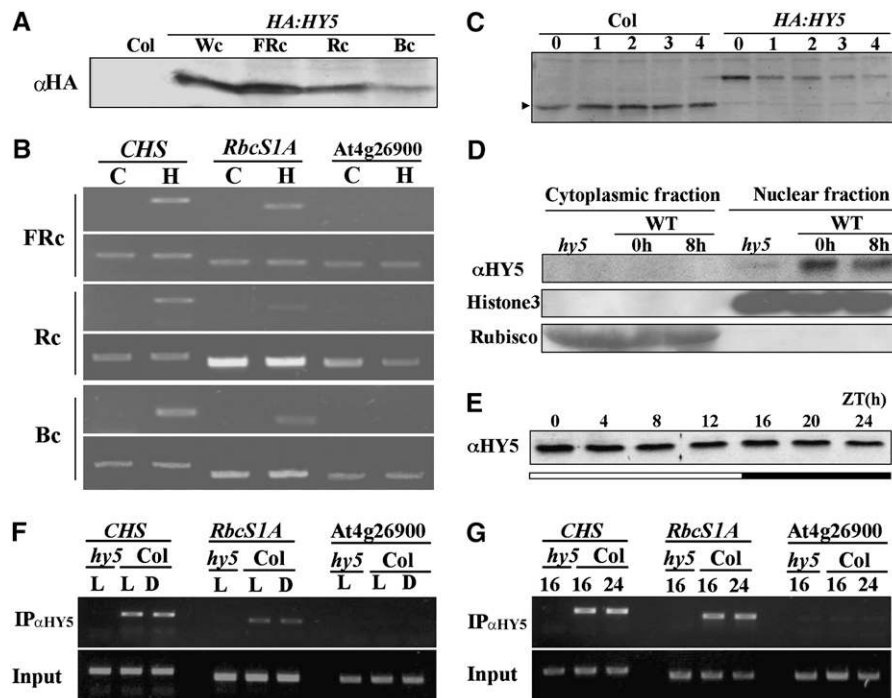 A
HA:HY5
Col Wc FRc Rc Bc
αHA
B
CHS RbcS1A At4g26900
C H C H C H
FRc
Rc
Bc
C
Col HA:HY5
0 1 2 3 4 0 1 2 3 4
D
Cytoplasmic fraction Nuclear fraction
WT WT
hy5 0h 8h hy5 0h 8h
αHY5
Histone3
Rubisco
E
ZT(h)
0 4 8 12 16 20 24
αHY5
F
CHS RbcS1A At4g26900
hy5 Col hy5 Col hy5 Col
L L D L L D L L D
IPαHY5
Input
G
CHS RbcS1A At4g26900
hy5 Col hy5 Col hy5 Col
16 16 24 16 16 24 16 16 24
IPαHY5
Input